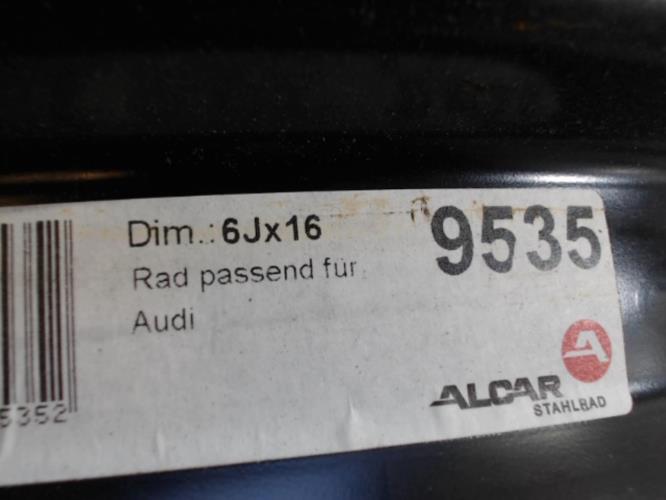 Dim.: 6Jx16
9535
Rad passend für
Audi
5352
A
ALCAR
STAHLRAD